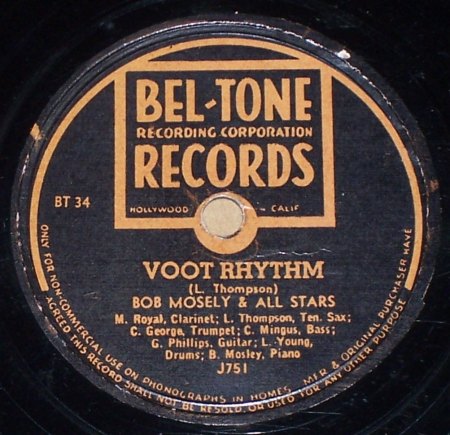 BEL-TONE
RECORDING CORPORATION
RECORDS
HOLLYWOOD - CALIF
BT 34
VOOT RHYTHM
(L. Thompson)
BOB MOSELY & ALL STARS
M. Royal, Clarinet; L. Thompson, Ten. Sax;
C. George, Trumpet; C. Mingus, Bass;
G. Phillips, Guitar; L. Young,
Drums; B. Mosley, Piano
J751
ONLY FOR NON-COMMERCIAL USE ON PHONOGRAPHS IN HOMES. MFR & ORIGINAL PURCHASER HAVE
AGREED THIS RECORD SHALL NOT BE RESOLD OR USED FOR ANY OTHER PURPOSE